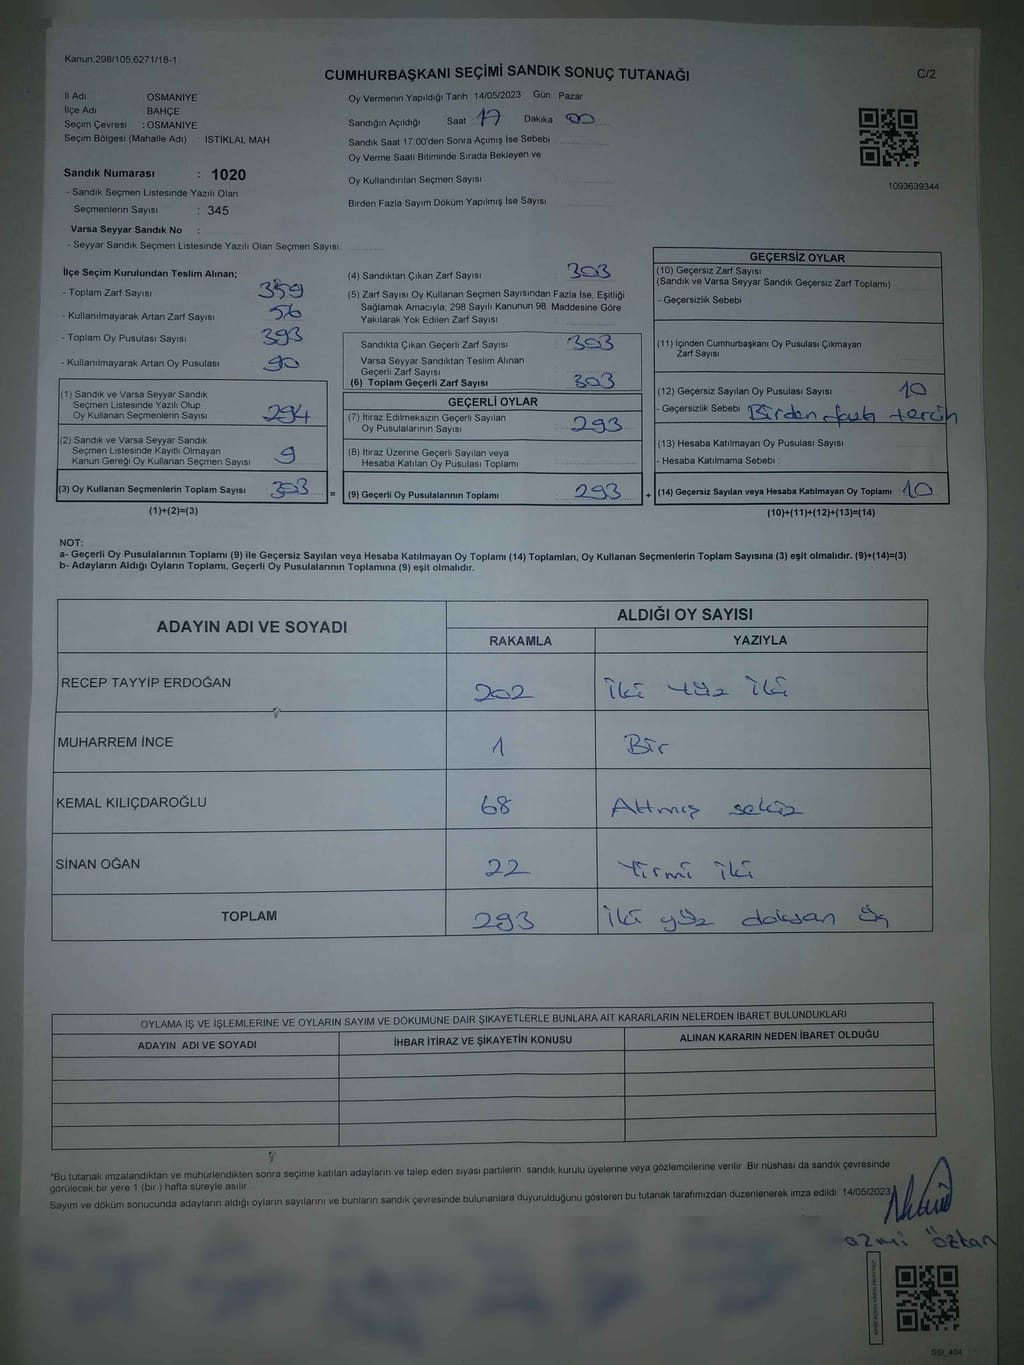 Kanun:298/105;6271/18-1
CUMHURBAŞKANI SEÇİMİ SANDIK SONUÇ TUTANAĞI
C/2
İl Adı OSMANİYE
İlçe Adı BAHÇE
Seçim Çevresi : OSMANİYE
Seçim Bölgesi (Mahalle Adı) İSTİKLAL MAH
Oy Vermenin Yapıldığı Tarih : 14/05/2023 Gün : Pazar
Sandığın Açıldığı Saat : 17 Dakika : 00
Sandık Saat 17:00'den Sonra Açımış İse Sebebi :
Oy Verme Saati Bitiminde Sırada Bekleyen ve
Oy Kullandırılan Seçmen Sayısı
Birden Fazla Sayım Döküm Yapılmış İse Sayısı
1093639344
Sandık Numarası : 1020
- Sandık Seçmen Listesinde Yazılı Olan
Seçmenlerin Sayısı : 345
Varsa Seyyar Sandık No :
- Seyyar Sandık Seçmen Listesinde Yazılı Olan Seçmen Sayısı
İlçe Seçim Kurulundan Teslim Alınan;
- Toplam Zarf Sayısı : 359
- Kullanılmayarak Artan Zarf Sayısı : 56
- Toplam Oy Pusulası Sayısı : 393
- Kullanılmayarak Artan Oy Pusulası : 90
(1) Sandık ve Varsa Seyyar Sandık
Seçmen Listesinde Yazılı Olup
Oy Kullanan Seçmenlerin Sayısı : 294
(2) Sandık ve Varsa Seyyar Sandık
Seçmen Listesinde Kayıtlı Olmayan
Kanun Gereği Oy Kullanan Seçmen Sayısı : 9
(3) Oy Kullanan Seçmenlerin Toplam Sayısı : 303
(1)+(2)=(3)
(4) Sandıktan Çıkan Zarf Sayısı : 303
(5) Zarf Sayısı Oy Kullanan Seçmen Sayısından Fazla İse, Eşitliği
Sağlamak Amacıyla, 298 Sayılı Kanunun 98. Maddesine Göre
Yakılarak Yok Edilen Zarf Sayısı
Sandıkta Çıkan Geçerli Zarf Sayısı : 303
Varsa Seyyar Sandıktan Teslim Alınan
Geçerli Zarf Sayısı
(6) Toplam Geçerli Zarf Sayısı : 303
GEÇERLİ OYLAR
(7) İtiraz Edilmeksizin Geçerli Sayılan
Oy Pusulalarının Sayısı : 293
(8) İtiraz Üzerine Geçerli Sayılan veya
Hesaba Katılan Oy Pusulası Toplamı
= (9) Geçerli Oy Pusulalarının Toplamı : 293 +
GEÇERSİZ OYLAR
(10) Geçersiz Zarf Sayısı
(Sandık ve Varsa Seyyar Sandık Geçersiz Zarf Toplamı)
- Geçersizlik Sebebi
(11) İçinden Cumhurbaşkanı Oy Pusulası Çıkmayan
Zarf Sayısı
(12) Geçersiz Sayılan Oy Pusulası Sayısı 10
- Geçersizlik Sebebi : Birden fazla tercih
(13) Hesaba Katılmayan Oy Pusulası Sayısı
- Hesaba Katılmama Sebebi :
(14) Geçersiz Sayılan veya Hesaba Katılmayan Oy Toplamı : 10
(10)+(11)+(12)+(13)=(14)
NOT:
a- Geçerli Oy Pusulalarının Toplamı (9) ile Geçersiz Sayılan veya Hesaba Katılmayan Oy Toplamı (14) Toplamları, Oy Kullanan Seçmenlerin Toplam Sayısına (3) eşit olmalıdır. (9)+(14)=(3)
b- Adayların Aldığı Oyların Toplamı, Geçerli Oy Pusulalarının Toplamına (9) eşit olmalıdır.
ADAYIN ADI VE SOYADI
ALDIĞI OY SAYISI
RAKAMLA YAZIYLA
RECEP TAYYİP ERDOĞAN 202 İki yüz iki
MUHARREM İNCE 1 Bir
KEMAL KILIÇDAROĞLU 68 Altmış sekiz
SİNAN OĞAN 22 Yirmi iki
TOPLAM 293 İki yüz doksan üç
OYLAMA İŞ VE İŞLEMLERİNE VE OYLARIN SAYIM VE DÖKÜMÜNE DAİR ŞİKAYETLERLE BUNLARA AİT KARARLARIN NELERDEN İBARET BULUNDUKLARI
ADAYIN ADI VE SOYADI İHBAR İTİRAZ VE ŞİKAYETİN KONUSU ALINAN KARARIN NEDEN İBARET OLDUĞU
*Bu tutanak imzalandıktan ve mühürlendikten sonra seçime katılan adayların ve talep eden siyasi partilerin sandık kurulu üyelerine veya gözlemcilerine verilir. Bir nüshası da sandık çevresinde
görülecek bir yere 1 (bir ) hafta süreyle asılır.
Sayım ve döküm sonucunda adayların aldığı oyların sayılarını ve bunların sandık çevresinde bulunanlara duyurulduğunu gösteren bu tutanak tarafımızdan düzenlenerek imza edildi. 14/05/2023
azmi Özkan
SSİ_404